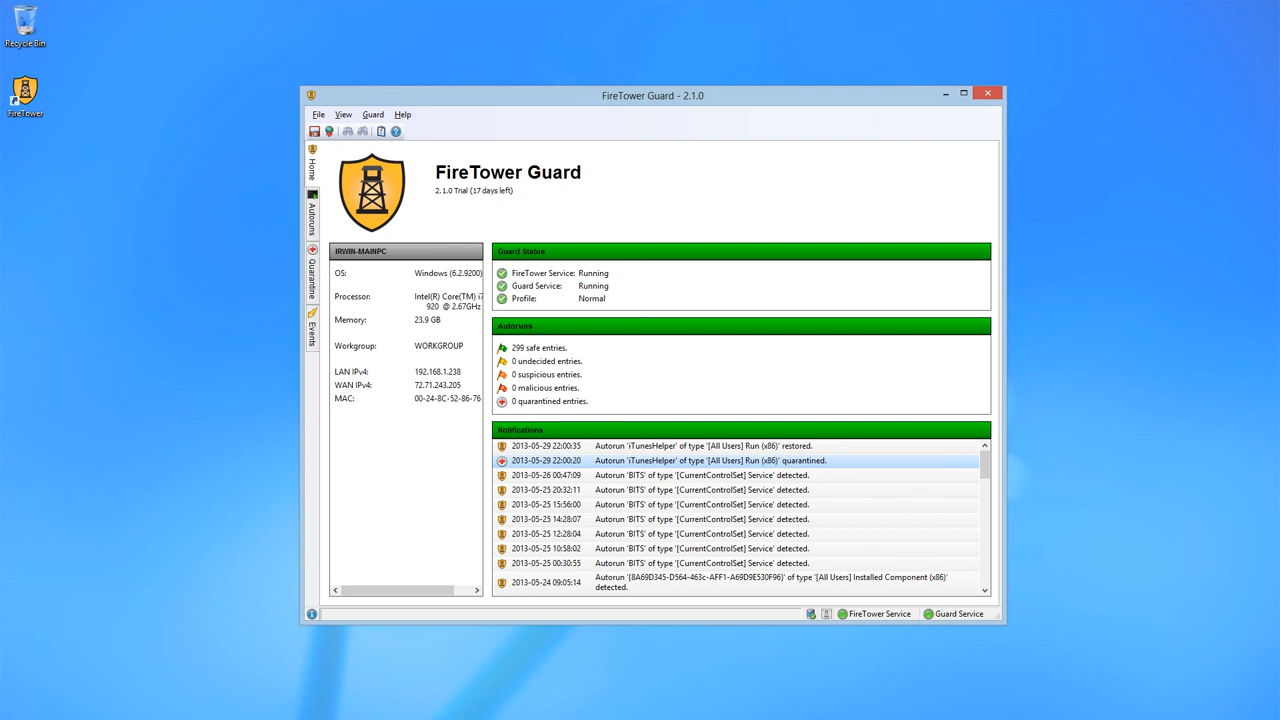 Recycle Bin
FireTower
FireTower Guard - 2.1.0
File View Guard Help
Home
Autoruns
Quarantine
Events
FireTower Guard
2.1.0 Trial (17 days left)
IRWIN-MAINPC
OS: Windows (6.2.9200)
Processor: Intel(R) Core(TM) i7
920 @ 2.67GHz
Memory: 23.9 GB
Workgroup: WORKGROUP
LAN IPv4: 192.168.1.238
WAN IPv4: 72.71.243.205
MAC: 00-24-8C-52-86-76
Guard Status
FireTower Service: Running
Guard Service: Running
Profile: Normal
Autoruns
299 safe entries.
0 undecided entries.
0 suspicious entries.
0 malicious entries.
0 quarantined entries.
Notifications
2013-05-29 22:00:35 Autorun 'iTunesHelper' of type '[All Users] Run (x86)' restored.
2013-05-29 22:00:20 Autorun 'iTunesHelper' of type '[All Users] Run (x86)' quarantined.
2013-05-26 00:47:09 Autorun 'BITS' of type '[CurrentControlSet] Service' detected.
2013-05-25 20:32:11 Autorun 'BITS' of type '[CurrentControlSet] Service' detected.
2013-05-25 15:56:00 Autorun 'BITS' of type '[CurrentControlSet] Service' detected.
2013-05-25 14:28:07 Autorun 'BITS' of type '[CurrentControlSet] Service' detected.
2013-05-25 12:28:04 Autorun 'BITS' of type '[CurrentControlSet] Service' detected.
2013-05-25 10:58:02 Autorun 'BITS' of type '[CurrentControlSet] Service' detected.
2013-05-25 00:30:55 Autorun 'BITS' of type '[CurrentControlSet] Service' detected.
2013-05-24 09:05:14 Autorun '{8A69D345-D564-463c-AFF1-A69D9E530F96}' of type '[All Users] Installed Component (x86)'
detected.
FireTower Service Guard Service